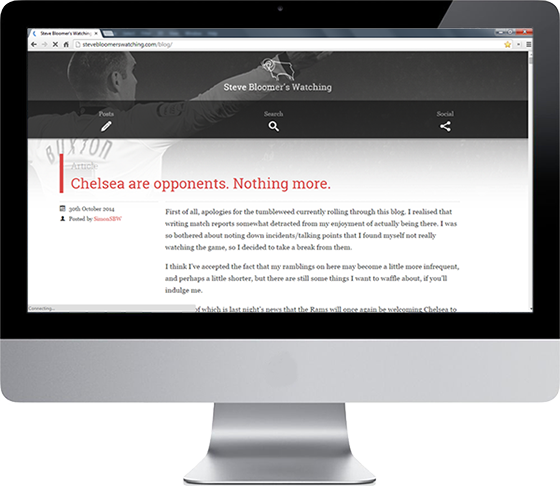 Steve Bloomer's Watching
stevebloomerswatching.com/blog/
Steve Bloomer's Watching
Posts
Search
Social
BUXTON
Article
Chelsea are opponents. Nothing more.
30th October 2014
Posted by SimonSBW
First of all, apologies for the tumbleweed currently rolling through this blog. I realised that
writing match reports somewhat detracted from my enjoyment of actually being there. I was
so bothered about noting down incidents/talking points that I found myself not really
watching the game, so I decided to take a break from them.
I think I've accepted the fact that my ramblings on here may become a little more infrequent,
and perhaps a little shorter, but there are still some things I want to waffle about, if you'll
indulge me.
of which is last night's news that the Rams will once again be welcoming Chelsea to
Connecting...